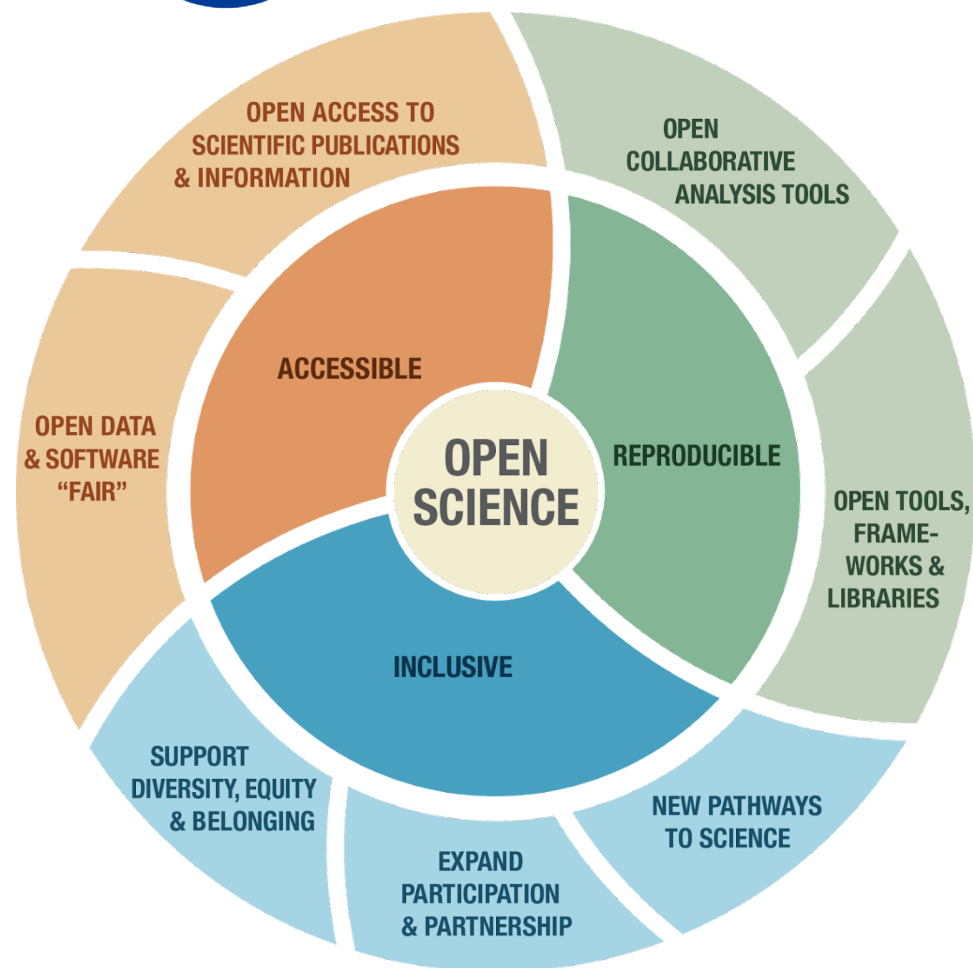 OPEN ACCESS TO
SCIENTIFIC PUBLICATIONS
& INFORMATION
OPEN
COLLABORATIVE
ANALYSIS TOOLS
ACCESSIBLE
OPEN DATA
& SOFTWARE
“FAIR”
OPEN
SCIENCE
REPRODUCIBLE
OPEN TOOLS,
FRAME-
WORKS &
LIBRARIES
INCLUSIVE
SUPPORT
DIVERSITY, EQUITY
& BELONGING
EXPAND
PARTICIPATION
& PARTNERSHIP
NEW PATHWAYS
TO SCIENCE